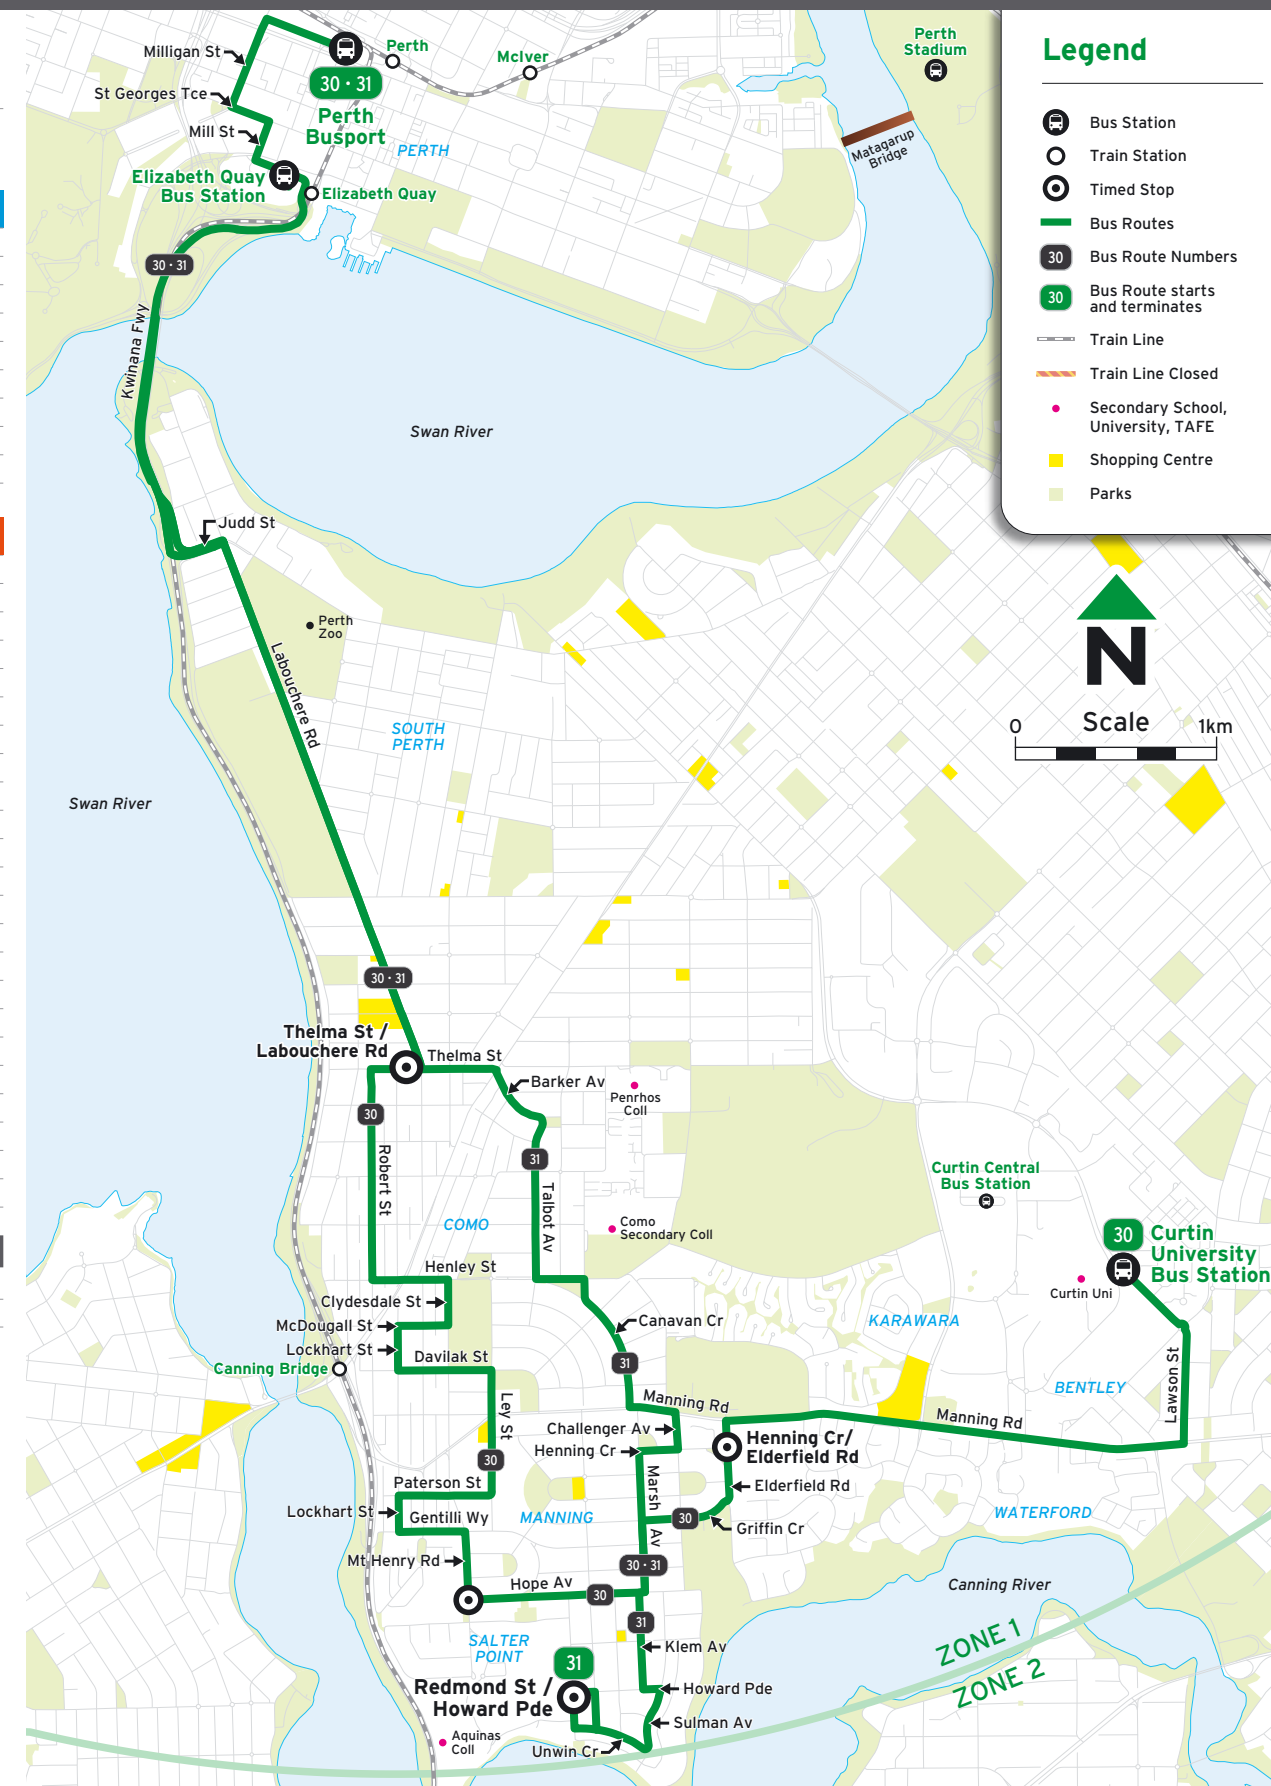 Milligan St
St Georges Tce
Mill St
30 · 31
Perth
Busport
Perth
McIver
PERTH
Elizabeth Quay
Bus Station
Elizabeth Quay
Perth
Stadium
Matagarup
Bridge
Legend
Bus Station
Train Station
Timed Stop
Bus Routes
30
Bus Route Numbers
30
Bus Route starts
and terminates
Train Line
Train Line Closed
Secondary School,
University, TAFE
Shopping Centre
Parks
30 · 31
Kwinana Fwy
Swan River
Judd St
Perth
Zoo
Labouchere Rd
SOUTH
PERTH
N
0
Scale
1km
Swan River
30 · 31
Thelma St /
Labouchere Rd
Thelma St
Barker Av
Penrhos
Coll
30
31
Robert St
Talbot Av
COMO
Como
Secondary Coll
Curtin Central
Bus Station
30
Curtin
University
Bus Station
Curtin Uni
Henley St
Clydesdale St
McDougall St
Lockhart St
Davilak St
Canning Bridge
Canavan Cr
31
KARAWARA
BENTLEY
Lawson St
Ley St
Manning Rd
Manning Rd
Challenger Av
Henning Cr
Henning Cr/
Elderfield Rd
30
Paterson St
Marsh Av
Elderfield Rd
Lockhart St
Gentilli Wy
MANNING
30
Griffin Cr
WATERFORD
Mt Henry Rd
30 · 31
Hope Av
30
Canning River
31
SALTER
POINT
Klem Av
ZONE 1
ZONE 2
31
Redmond St /
Howard Pde
Howard Pde
Sulman Av
Aquinas
Coll
Unwin Cr